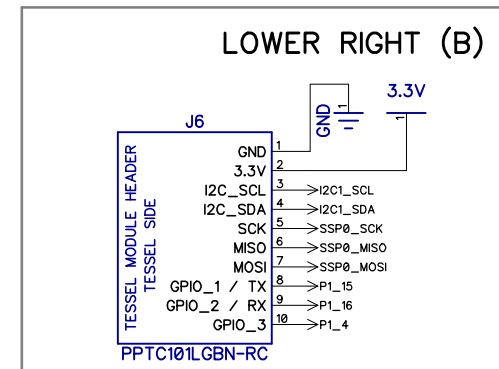 LOWER RIGHT (B)
3.3V
GND
1
1
J6
TESSEL MODULE HEADER
TESSEL SIDE
GND 1
3.3V 2
I2C_SCL 3 I2C1_SCL
I2C_SDA 4 I2C1_SDA
SCK 5 SSP0_SCK
MISO 6 SSP0_MISO
MOSI 7 SSP0_MOSI
GPIO_1 / TX 8 P1_15
GPIO_2 / RX 9 P1_16
GPIO_3 10 P1_4
PPTC101LGBN-RC